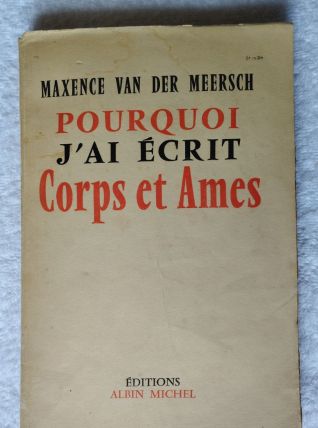 MAXENCE VAN DER MEERSCH
POURQUOI
J'AI ÉCRIT
Corps et Ames
ÉDITIONS
ALBIN MICHEL